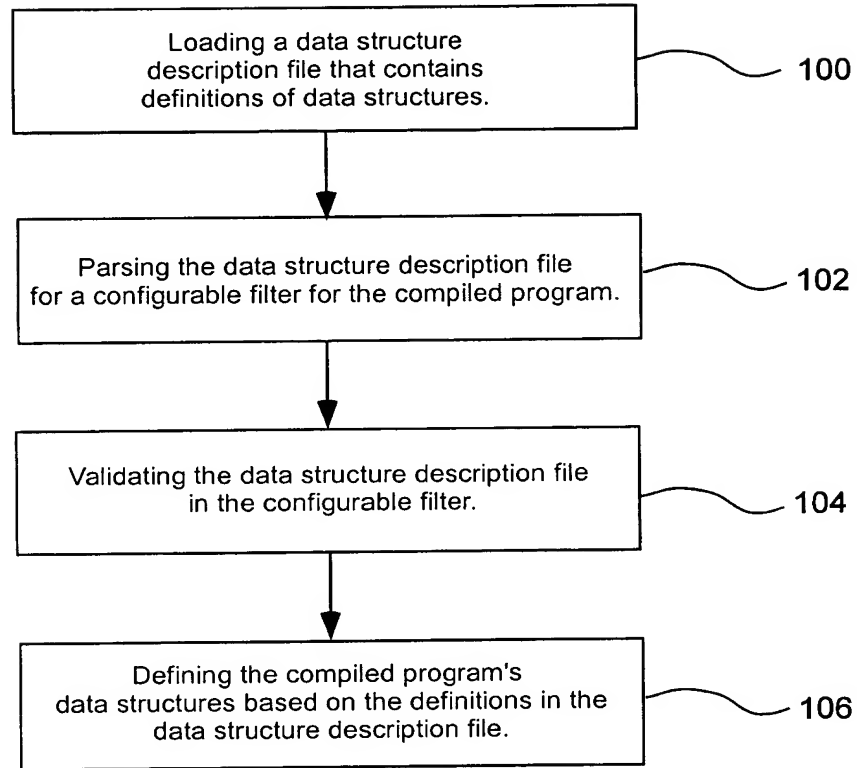 Loading a data structure
description file that contains
definitions of data structures.
100
Parsing the data structure description file
for a configurable filter for the compiled program.
102
Validating the data structure description file
in the configurable filter.
104
Defining the compiled program's
data structures based on the definitions in the
data structure description file.
106